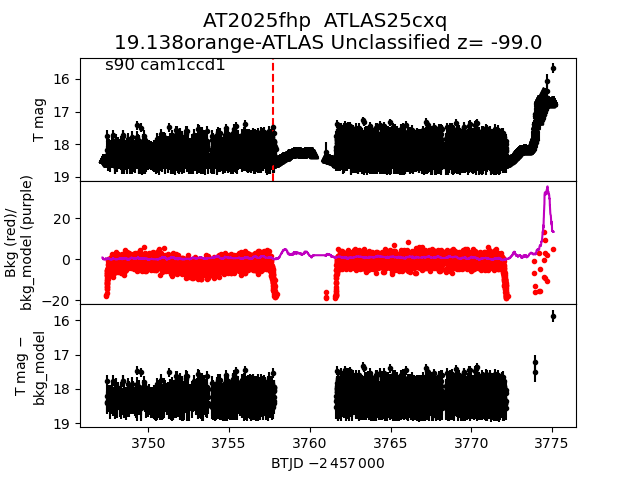 AT2025fhp  ATLAS25cxq
19.138orange-ATLAS Unclassified z= -99.0
s90 cam1ccd1
T mag
16
17
18
19
Bkg (red)/
bkg_model (purple)
20
0
−20
T mag −
bkg_model
16
17
18
19
3750
3755
3760
3765
3770
3775
BTJD −2 457 000